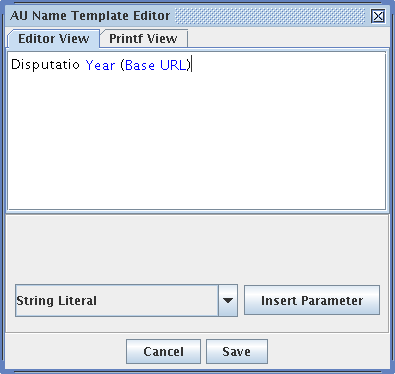 AU Name Template Editor
Editor View Printf View
Disputatio Year (Base URL)
String Literal Insert Parameter
Cancel Save